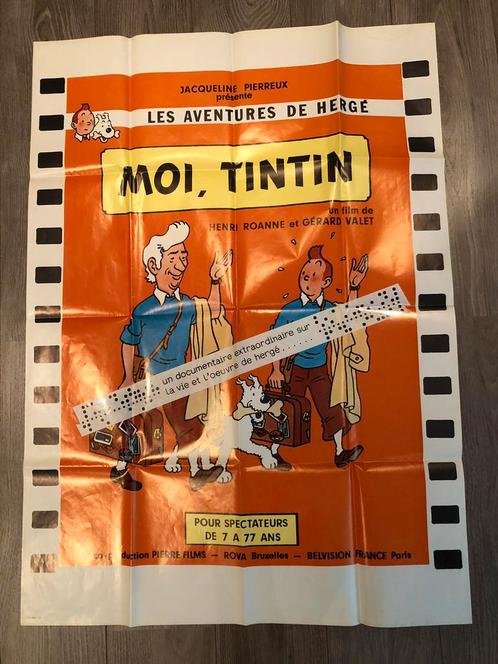 JACQUELINE PIERREUX
présente
LES AVENTURES DE HERGÉ
MOI, TINTIN
un film de
HENRI ROANNE et GÉRARD VALET
un documentaire extraordinaire sur
la vie et l'oeuvre de hergé......
POUR SPECTATEURS
DE 7 A 77 ANS
PIERRE FILMS — ROVA Bruxelles — BELVISION FRANCE Paris